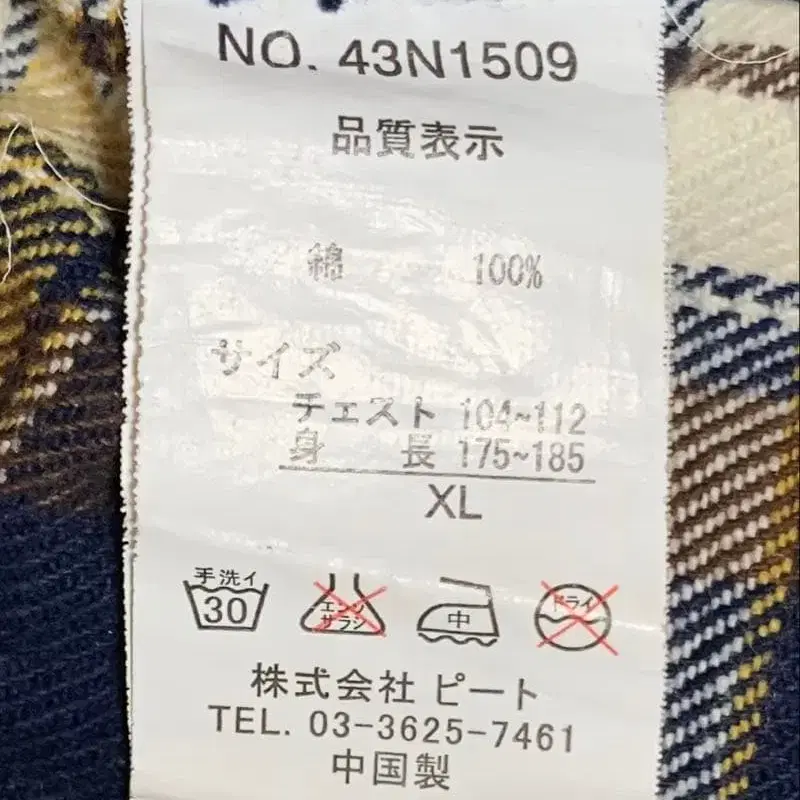 NO. 43N1509
品質表示
綿 100%
サイズ
チェスト 104~112
身 長 175~185
XL
手洗イ
30
エンソ
サラシ
中
ドライ
株式会社 ピート
TEL. 03-3625-7461
中国製